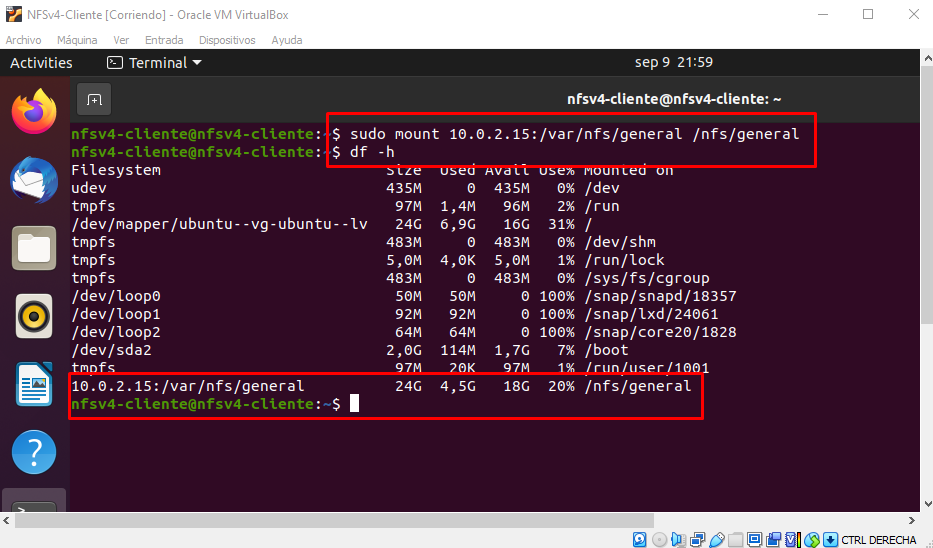 NFSv4-Cliente [Corriendo] - Oracle VM VirtualBox
Archivo Máquina Ver Entrada Dispositivos Ayuda
Activities Terminal sep 9 21:59
nfsv4-cliente@nfsv4-cliente: ~
nfsv4-cliente@nfsv4-cliente:~$ sudo mount 10.0.2.15:/var/nfs/general /nfs/general
nfsv4-cliente@nfsv4-cliente:~$ df -h
Filesystem Size Used Avail Use% Mounted on
udev 435M 0 435M 0% /dev
tmpfs 97M 1,4M 96M 2% /run
/dev/mapper/ubuntu--vg-ubuntu--lv 24G 6,9G 16G 31% /
tmpfs 483M 0 483M 0% /dev/shm
tmpfs 5,0M 4,0K 5,0M 1% /run/lock
tmpfs 483M 0 483M 0% /sys/fs/cgroup
/dev/loop0 50M 50M 0 100% /snap/snapd/18357
/dev/loop1 92M 92M 0 100% /snap/lxd/24061
/dev/loop2 64M 64M 0 100% /snap/core20/1828
/dev/sda2 2,0G 114M 1,7G 7% /boot
tmpfs 97M 20K 97M 1% /run/user/1001
10.0.2.15:/var/nfs/general 24G 4,5G 18G 20% /nfs/general
nfsv4-cliente@nfsv4-cliente:~$
CTRL DERECHA